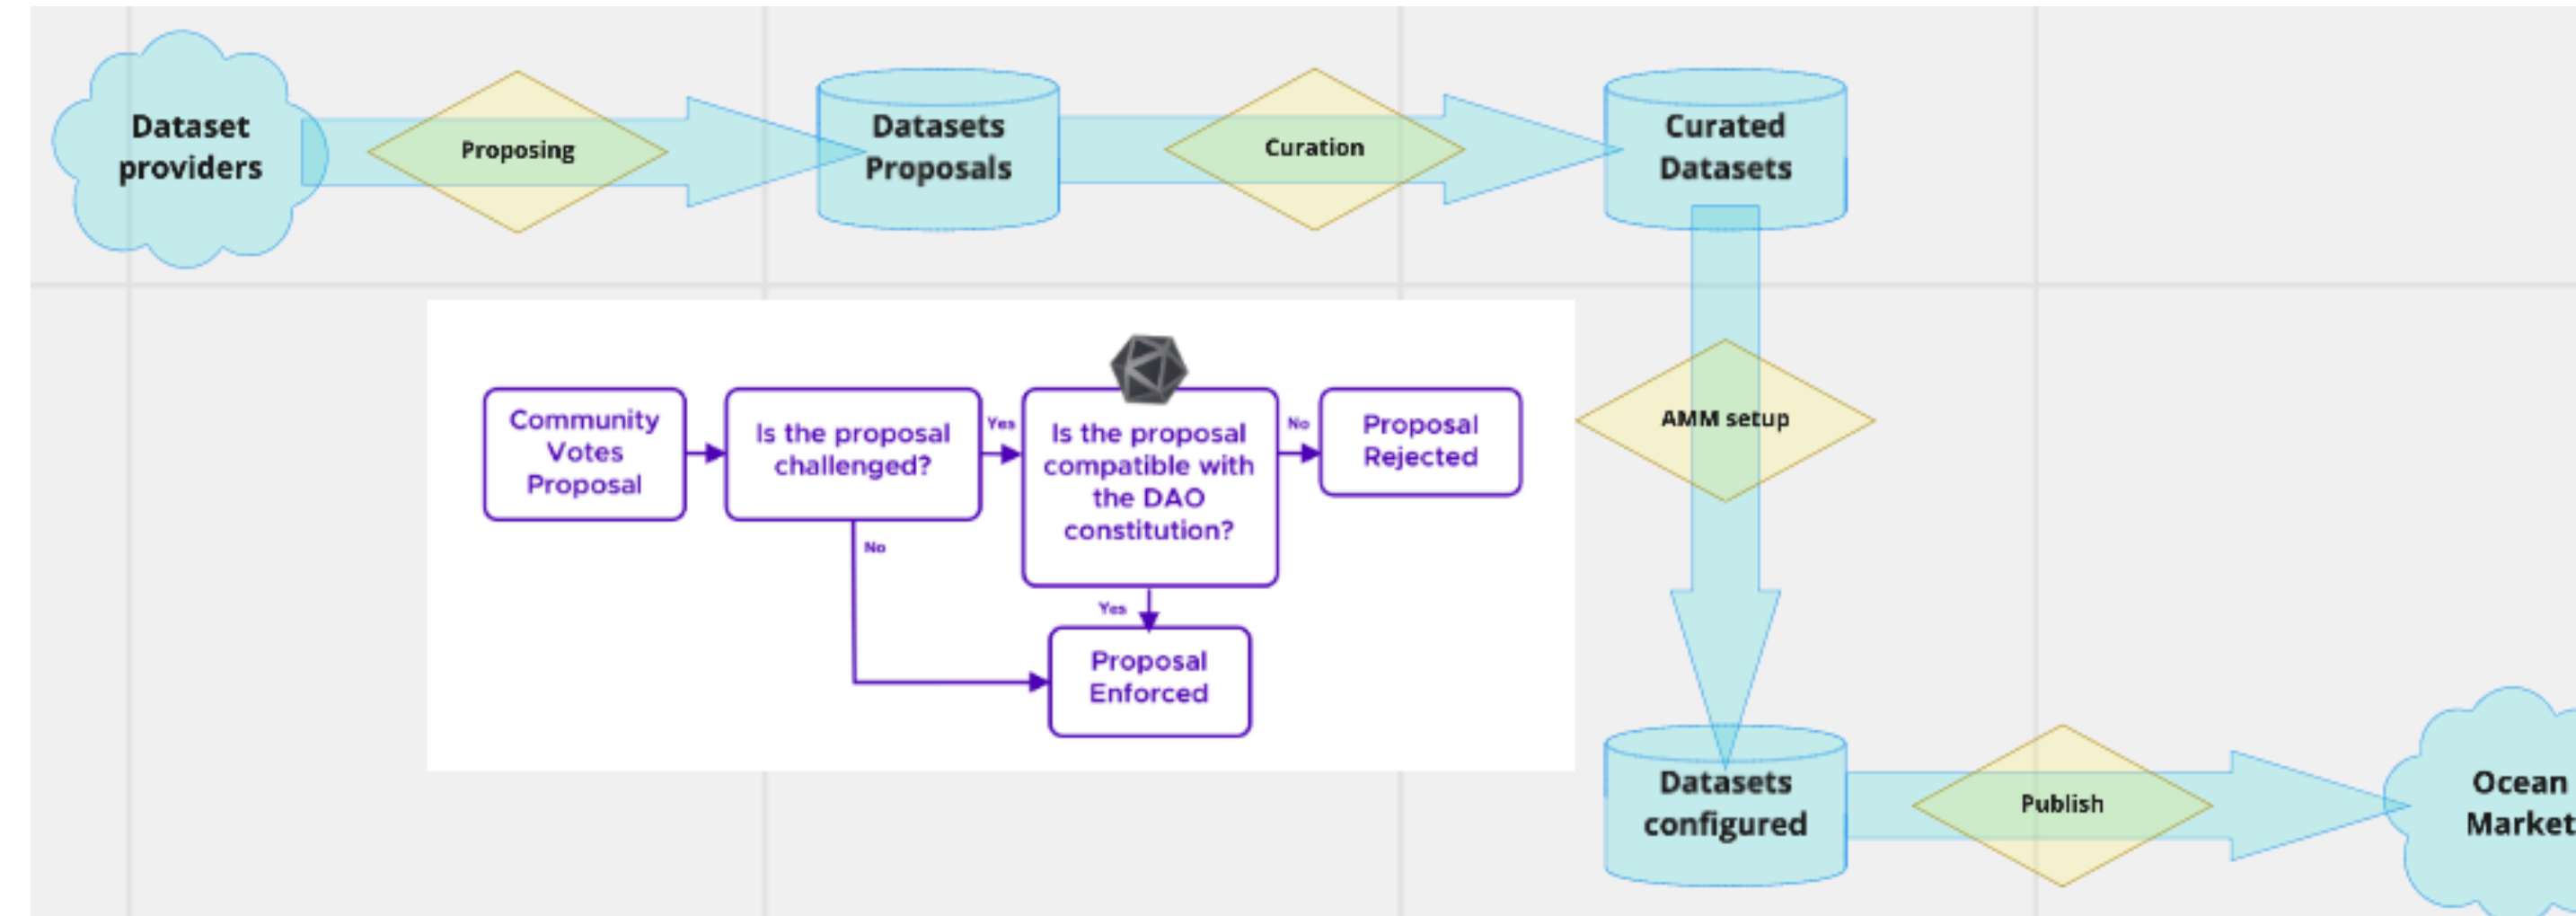 Dataset
providers
Proposing
Datasets
Proposals
Curation
Curated
Datasets
Community
Votes
Proposal
Is the proposal
challenged?
Yes
Is the proposal
compatible with
the DAO
constitution?
No
Proposal
Rejected
No
Yes
Proposal
Enforced
AMM setup
Datasets
configured
Publish
Ocean
Market